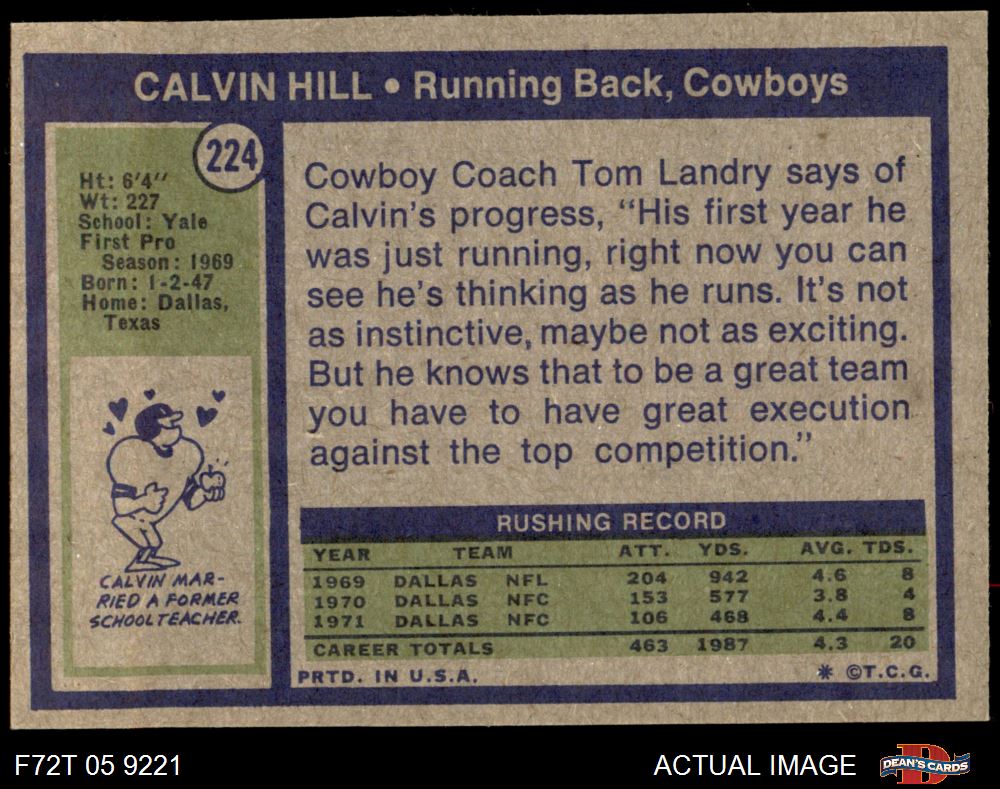 CALVIN HILL • Running Back, Cowboys
224
Ht: 6'4''
Wt: 227
School: Yale
First Pro
Season: 1969
Born: 1-2-47
Home: Dallas,
Texas
CALVIN MAR-
RIED A FORMER
SCHOOLTEACHER.
Cowboy Coach Tom Landry says of
Calvin's progress, "His first year he
was just running, right now you can
see he's thinking as he runs. It's not
as instinctive, maybe not as exciting.
But he knows that to be a great team
you have to have great execution
against the top competition."
RUSHING RECORD
YEAR TEAM ATT. YDS. AVG. TDS.
1969 DALLAS NFL 204 942 4.6 8
1970 DALLAS NFC 153 577 3.8 4
1971 DALLAS NFC 106 468 4.4 8
CAREER TOTALS 463 1987 4.3 20
PRTD. IN U.S.A. * ©T.C.G.
F72T 05 9221
ACTUAL IMAGE
DEAN'S CARDS